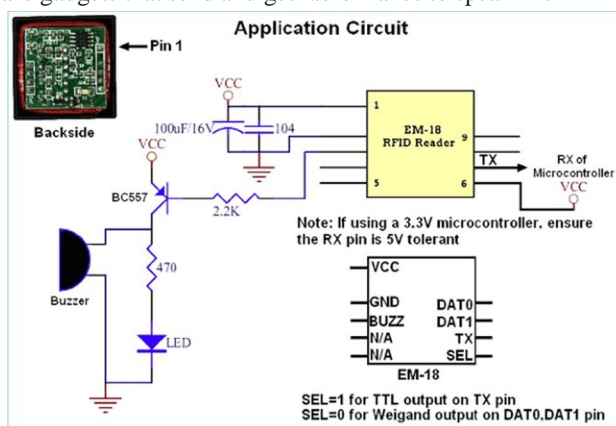 Application Circuit
Pin 1
Backside
VCC
100uF/16V
104
1
EM-18
RFID Reader
9
TX
5
6
RX of
Microcontroller
VCC
VCC
BC557
2.2K
Note: If using a 3.3V microcontroller, ensure
the RX pin is 5V tolerant
470
Buzzer
LED
VCC
GND
DAT0
BUZZ
DAT1
N/A
TX
N/A
SEL
EM-18
SEL=1 for TTL output on TX pin
SEL=0 for Weigand output on DAT0,DAT1 pin